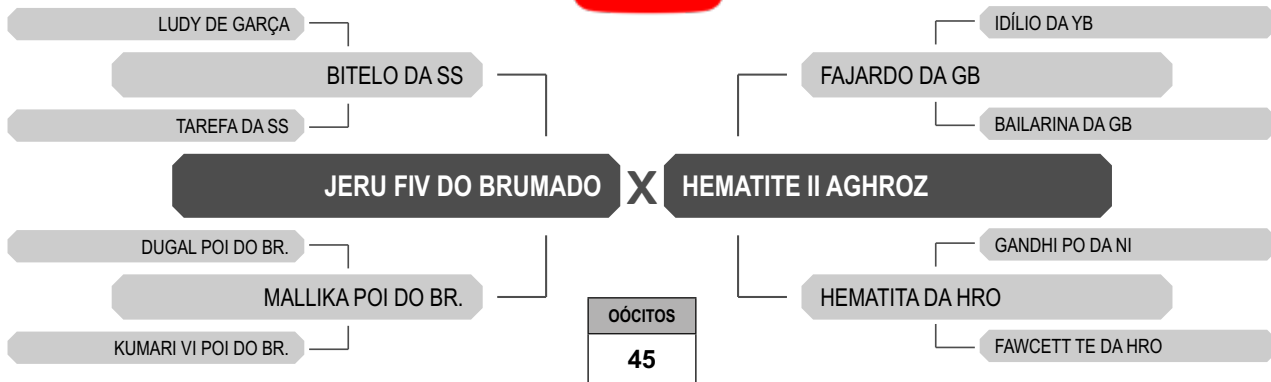 LUDY DE GARÇA
IDÍLIO DA YB
BITELO DA SS
FAJARDO DA GB
TAREFA DA SS
BAILARINA DA GB
JERU FIV DO BRUMADO X HEMATITE II AGHROZ
DUGAL POI DO BR.
GANDHI PO DA NI
MALLIKA POI DO BR.
HEMATITA DA HRO
KUMARI VI POI DO BR.
FAWCETT TE DA HRO
OÓCITOS
45